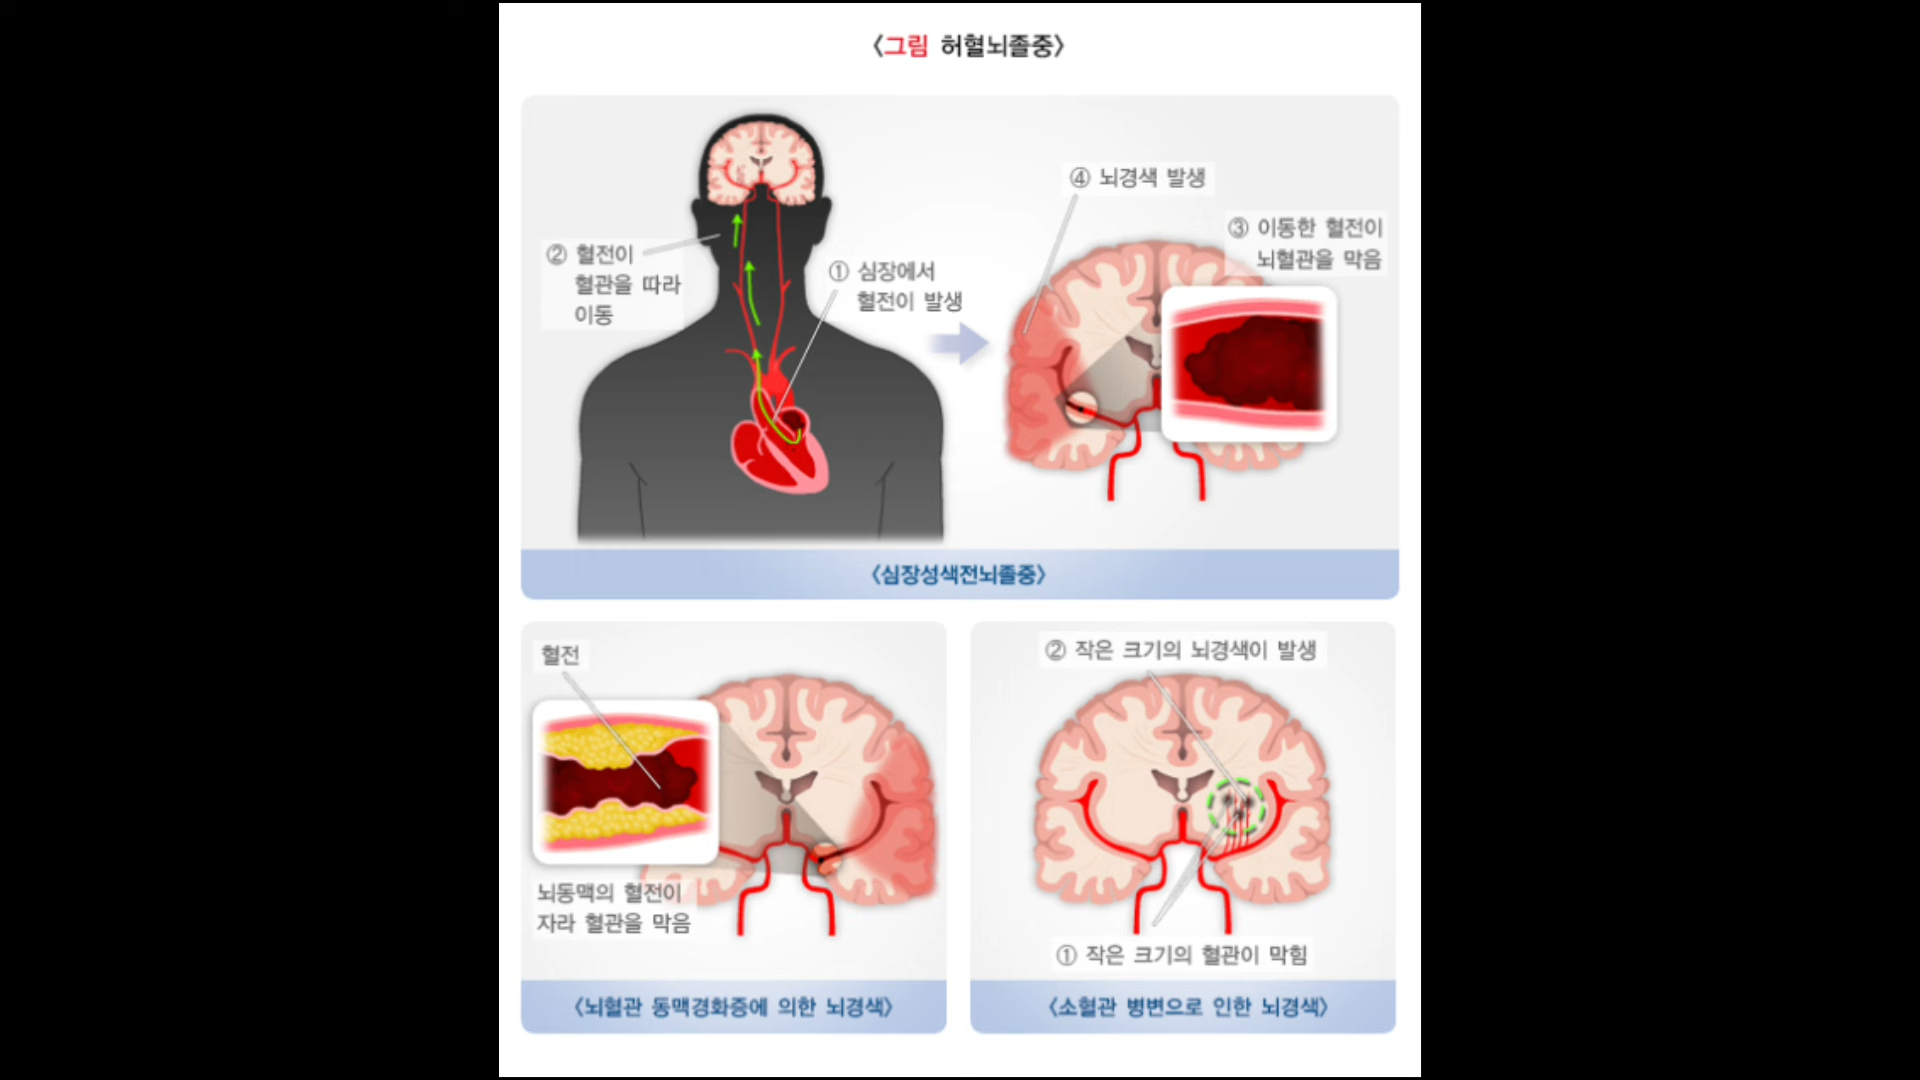 〈그림 허혈뇌졸중〉
④ 뇌경색 발생
③ 이동한 혈전이
뇌혈관을 막음
② 혈전이
혈관을 따라
이동
① 심장에서
혈전이 발생
〈심장성색전뇌졸중〉
혈전
뇌동맥의 혈전이
자라 혈관을 막음
〈뇌혈관 동맥경화증에 의한 뇌경색〉
② 작은 크기의 뇌경색이 발생
① 작은 크기의 혈관이 막힘
〈소혈관 병변으로 인한 뇌경색〉